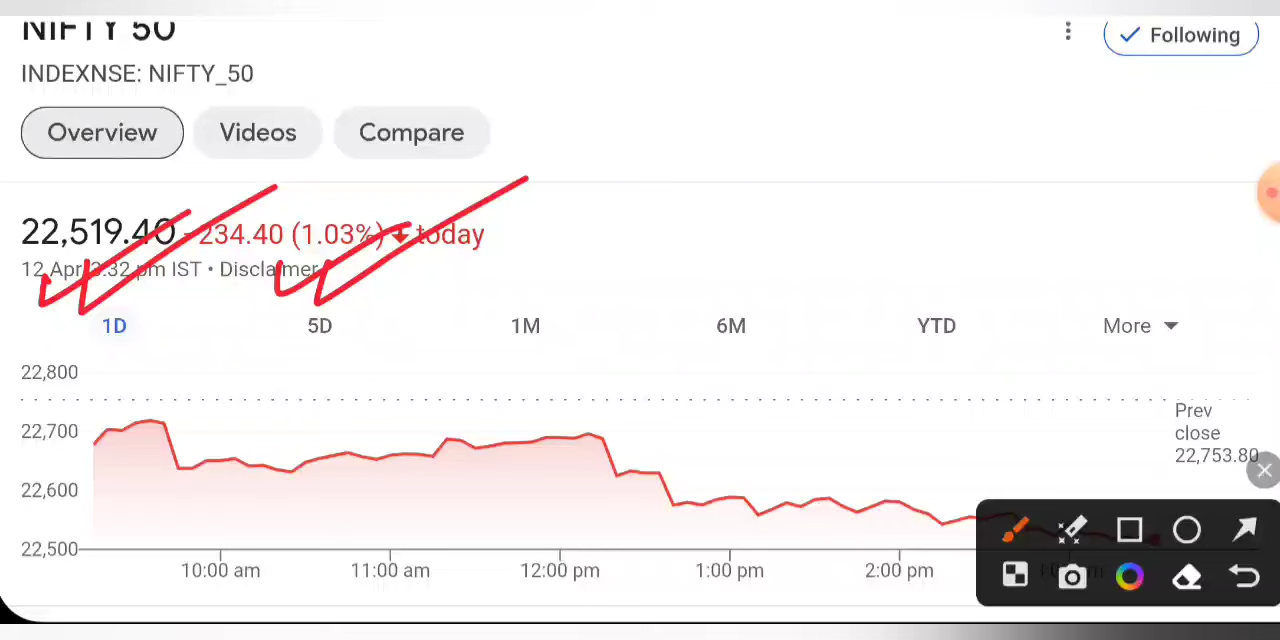 NIFTY 50
Following
INDEXNSE: NIFTY_50
Overview Videos Compare
22,519.40 -234.40 (1.03%) today
12 Apr, 3:32 pm IST • Disclaimer
1D 5D 1M 6M YTD More
22,800
Prev
close
22,753.80
22,700
22,600
22,500
10:00 am 11:00 am 12:00 pm 1:00 pm 2:00 pm